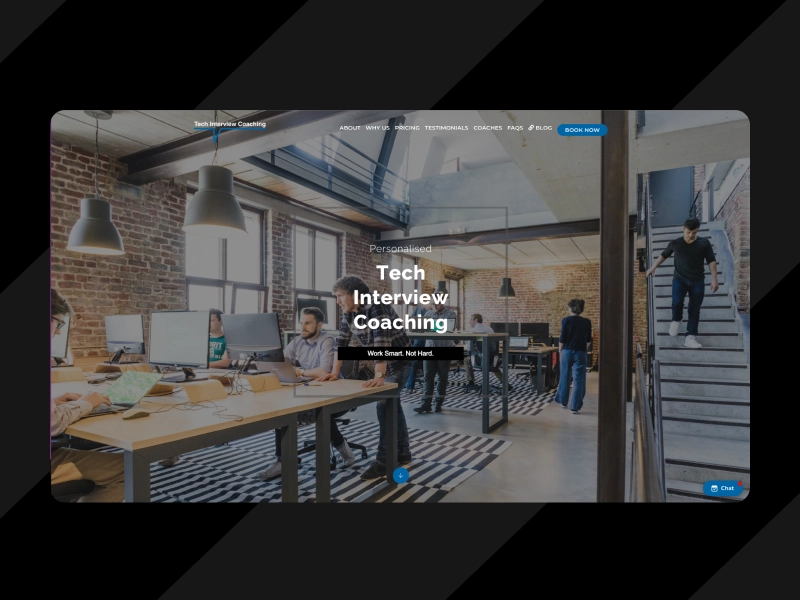 Tech Interview Coaching
ABOUT WHY US PRICING TESTIMONIALS COACHES FAQS BLOG BOOK NOW
Personalised
Tech
Interview
Coaching
Work Smart. Not Hard.
Chat